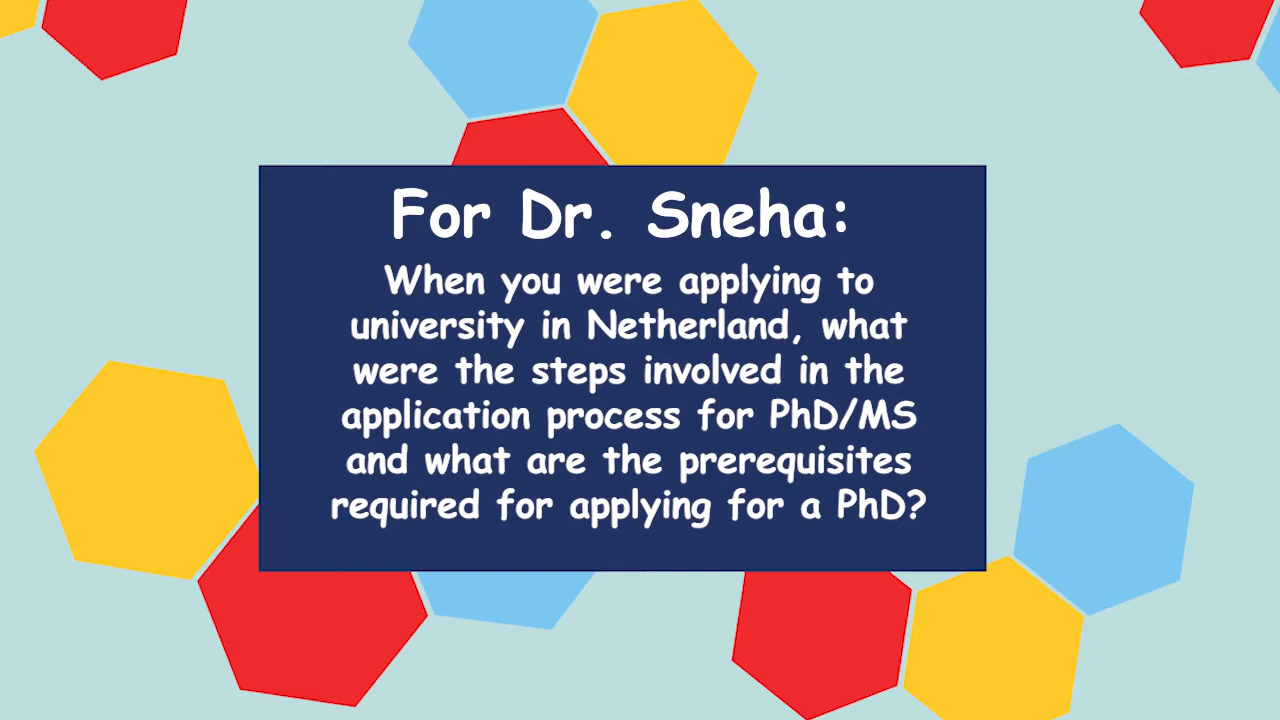 For Dr. Sneha:
When you were applying to
university in Netherland, what
were the steps involved in the
application process for PhD/MS
and what are the prerequisites
required for applying for a PhD?